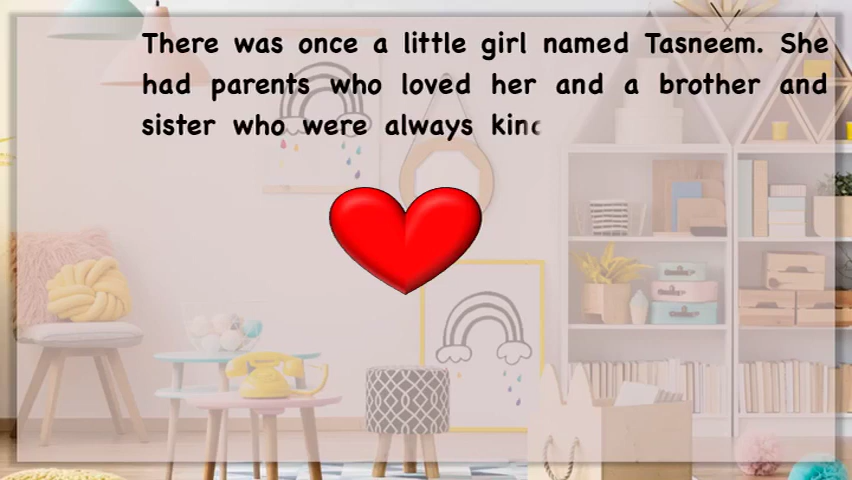 There was once a little girl named Tasneem. She
had parents who loved her and a brother and
sister who were always